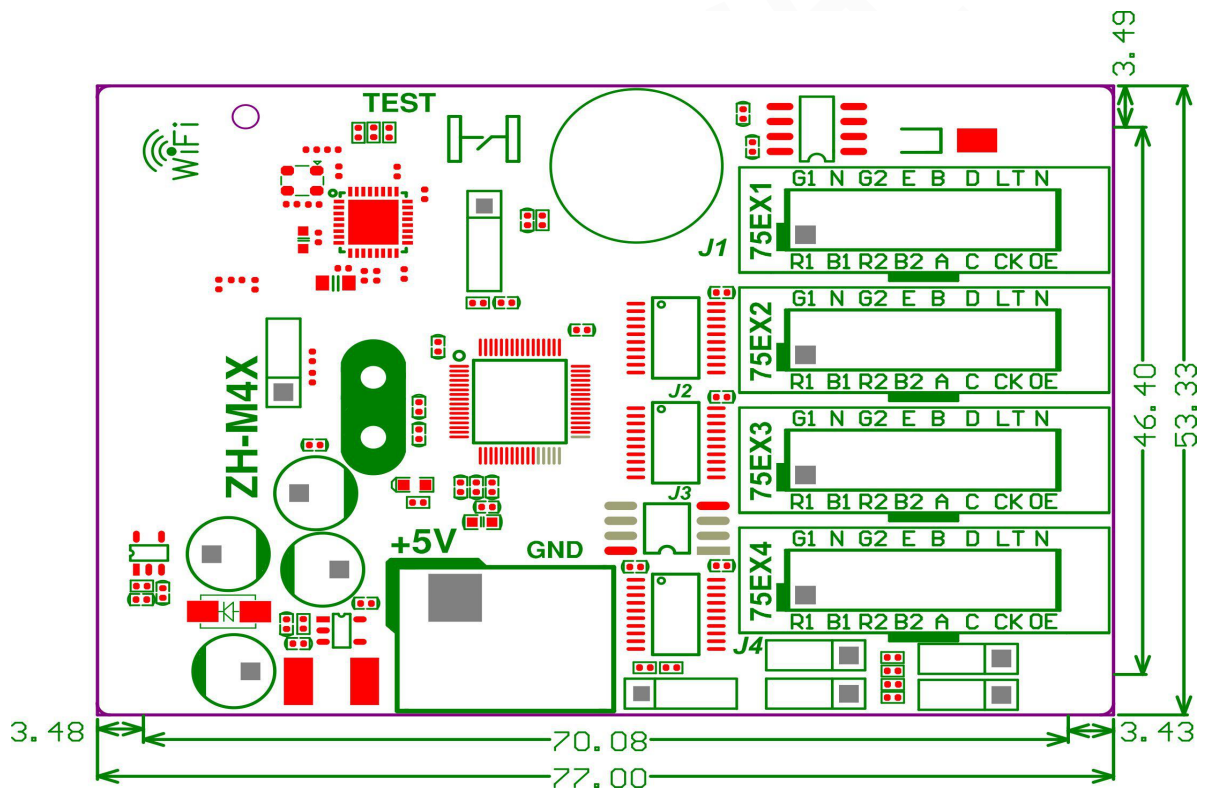 3.49
TEST
WiFi
G1 N G2 E B D LT N
75EX1
J1
R1 B1 R2 B2 A C CK OE
G1 N G2 E B D LT N
75EX2
R1 B1 R2 B2 A C CK OE
J2
ZH-M4X
G1 N G2 E B D LT N
75EX3
R1 B1 R2 B2 A C CK OE
J3
46.40
53.33
+5V
GND
G1 N G2 E B D LT N
75EX4
R1 B1 R2 B2 A C CK OE
J4
3.48
70.08
3.43
77.00